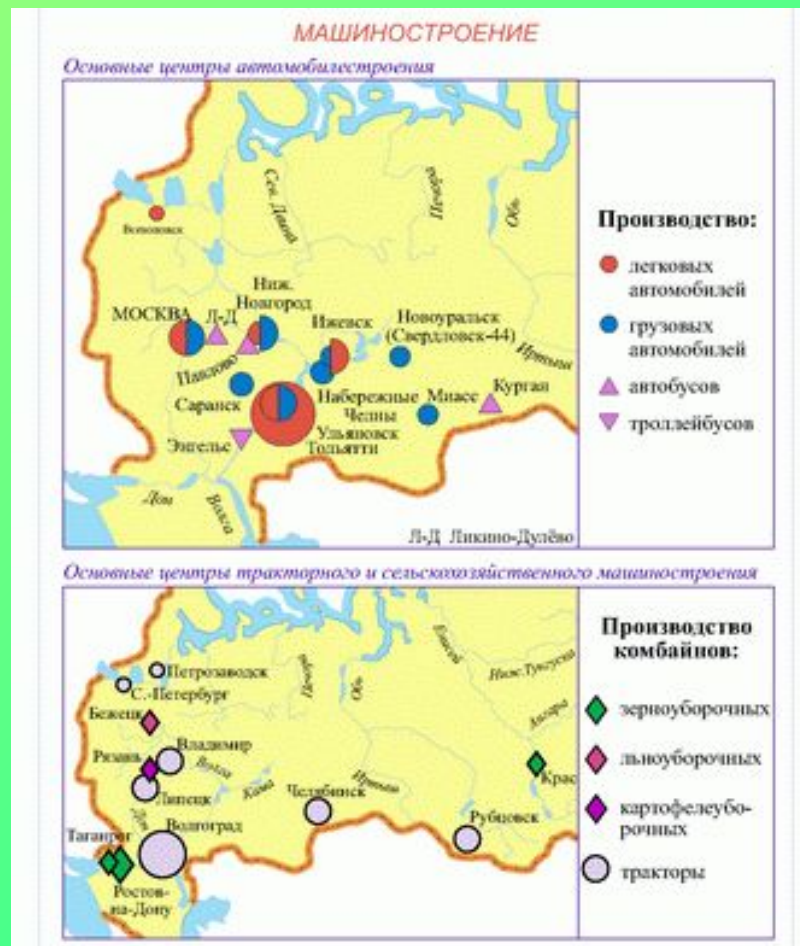 МАШИНОСТРОЕНИЕ
Основные центры автомобилестроения
Сев. Двина
Печора
Обь
Ниж.
Новгород
МОСКВА
Л-Д
Ижевск
Новоуральск
(Свердловск-44)
Иртыш
Павлово
Саранск
Набережные
Челны
Миасс
Курган
Ульяновск
Тольятти
Энгельс
Дон
Волга
Л-Д Ликино-Дулёво
Производство:
легковых
автомобилей
грузовых
автомобилей
автобусов
троллейбусов
Основные центры тракторного и сельскохозяйственного машиностроения
Петрозаводск
С.-Петербург
Бежецк
Рязань
Владимир
Волга
Кама
Липецк
Челябинск
Печора
Обь
Иртыш
Енисей
Ниж. Тунгуска
Ангара
Крас
Рубцовск
Таганрог
Дон
Волгоград
Ростов-
на-Дону
Производство
комбайнов:
зерноуборочных
льноуборочных
картофелеубо-
рочных
тракторы